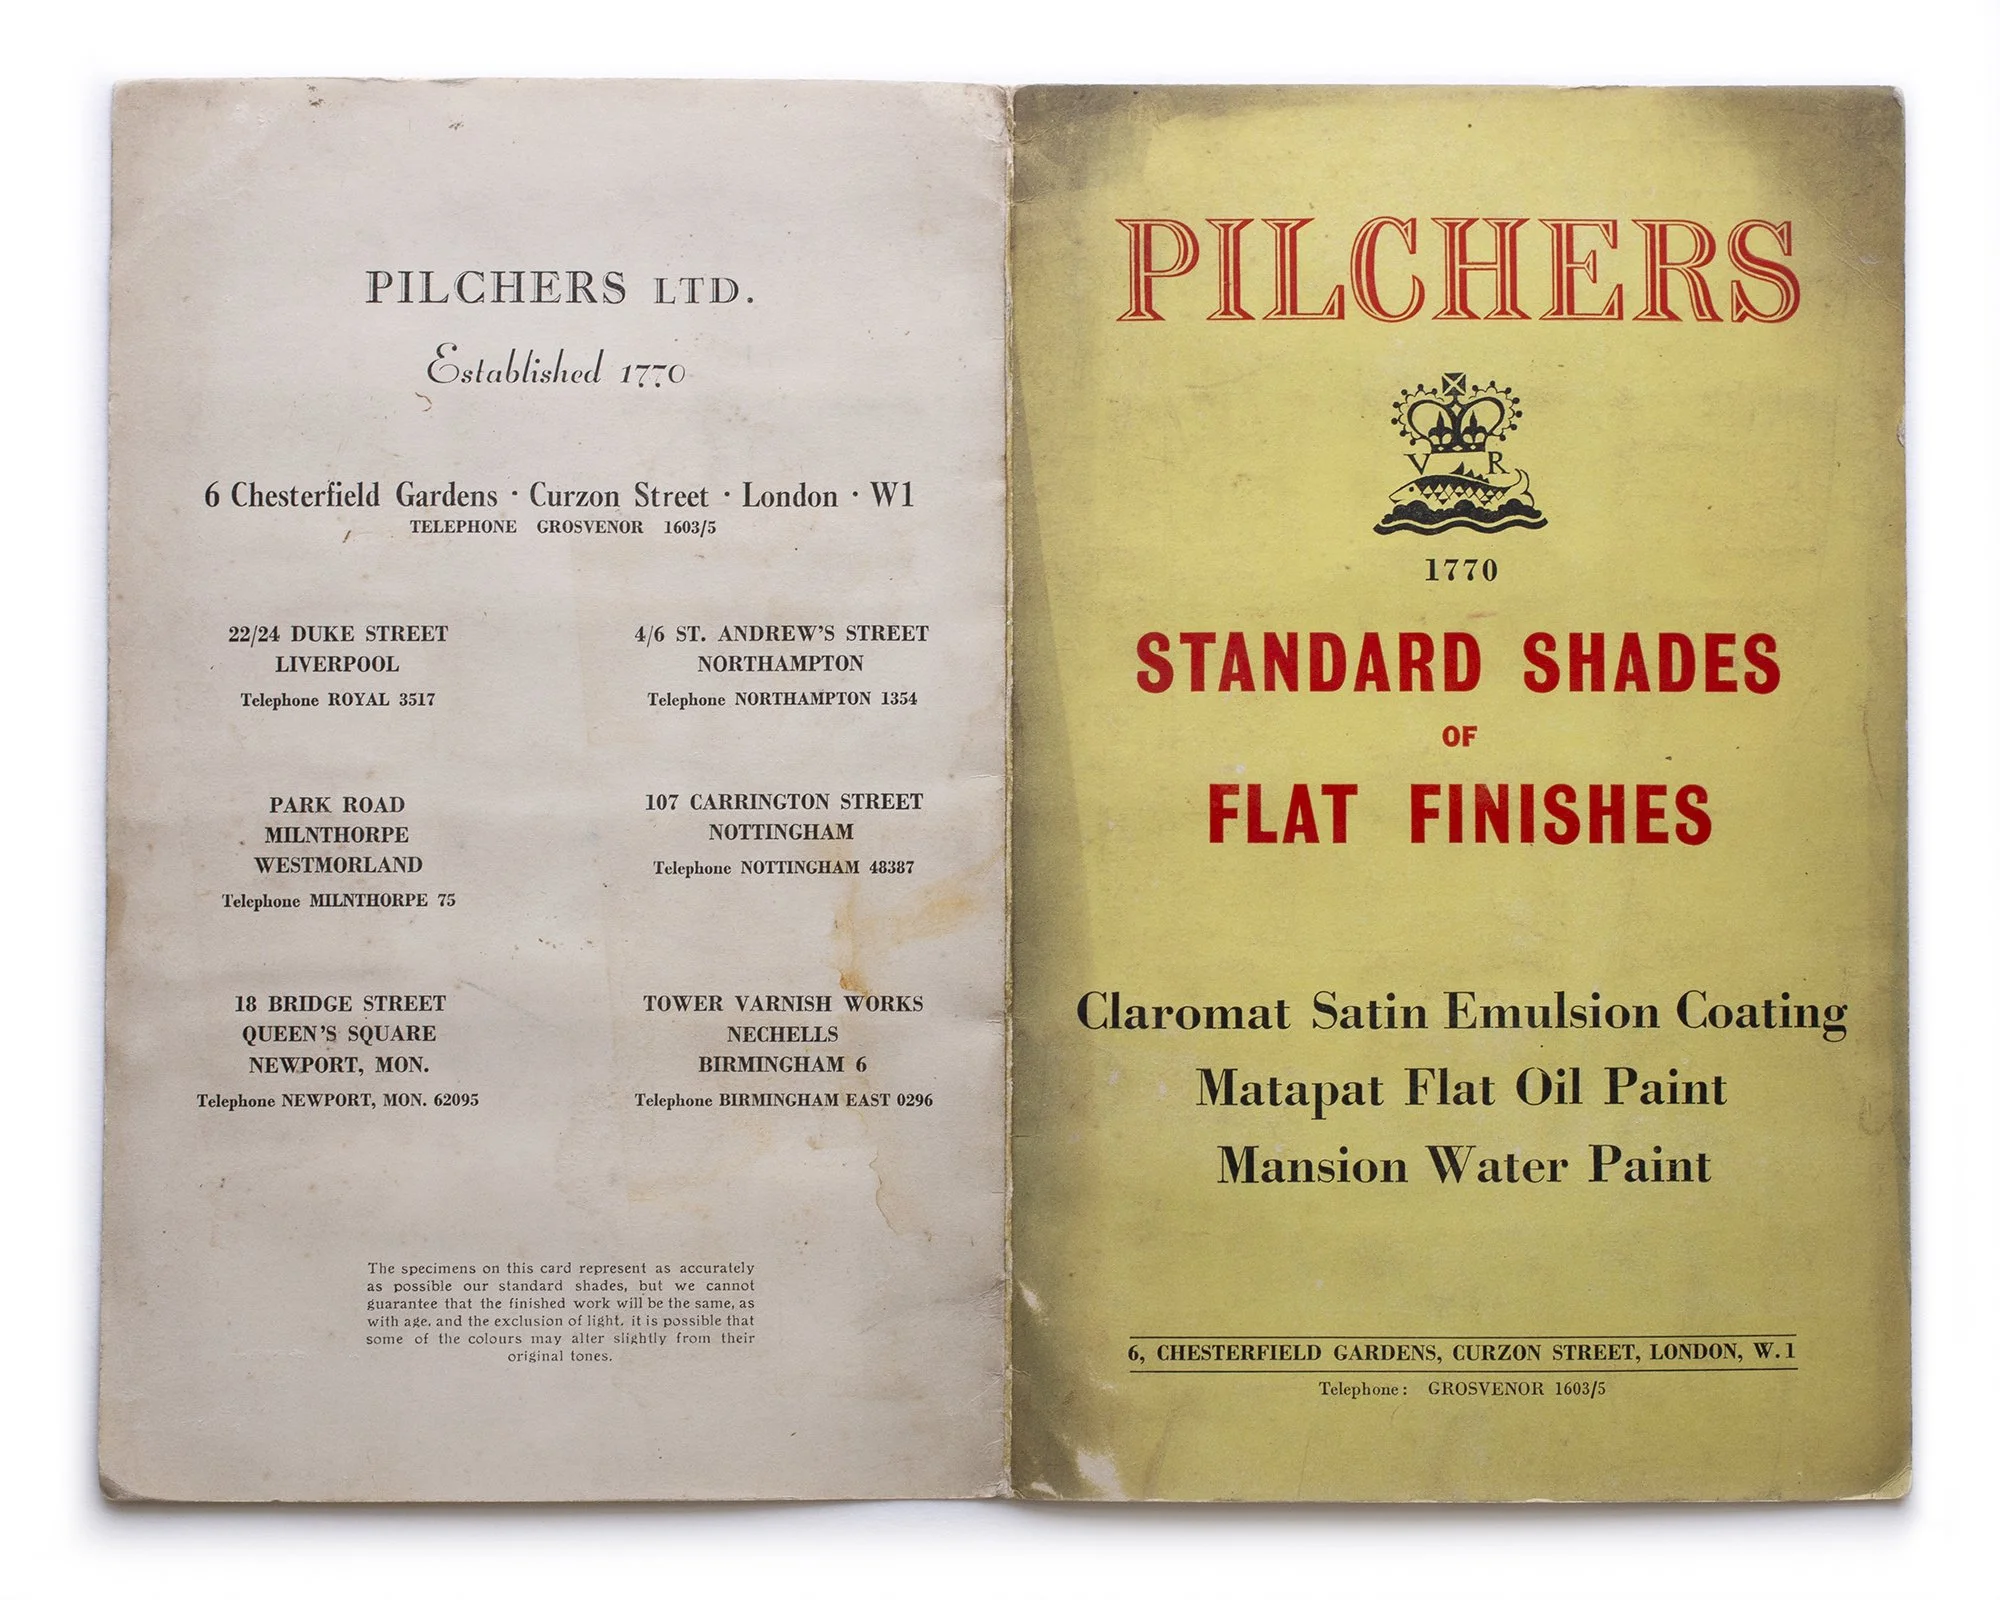 PILCHERS LTD.
Established 1770
6 Chesterfield Gardens · Curzon Street · London · W1
TELEPHONE GROSVENOR 1603/5
22/24 DUKE STREET
LIVERPOOL
Telephone ROYAL 3517
4/6 ST. ANDREW'S STREET
NORTHAMPTON
Telephone NORTHAMPTON 1354
PARK ROAD
MILNTHORPE
WESTMORLAND
Telephone MILNTHORPE 75
107 CARRINGTON STREET
NOTTINGHAM
Telephone NOTTINGHAM 48387
18 BRIDGE STREET
QUEEN'S SQUARE
NEWPORT, MON.
Telephone NEWPORT, MON. 62095
TOWER VARNISH WORKS
NECHELLS
BIRMINGHAM 6
Telephone BIRMINGHAM EAST 0296
The specimens on this card represent as accurately
as possible our standard shades, but we cannot
guarantee that the finished work will be the same, as
with age, and the exclusion of light, it is possible that
some of the colours may alter slightly from their
original tones.
PILCHERS
V R
1770
STANDARD SHADES
OF
FLAT FINISHES
Claromat Satin Emulsion Coating
Matapat Flat Oil Paint
Mansion Water Paint
6, CHESTERFIELD GARDENS, CURZON STREET, LONDON, W.1
Telephone: GROSVENOR 1603/5